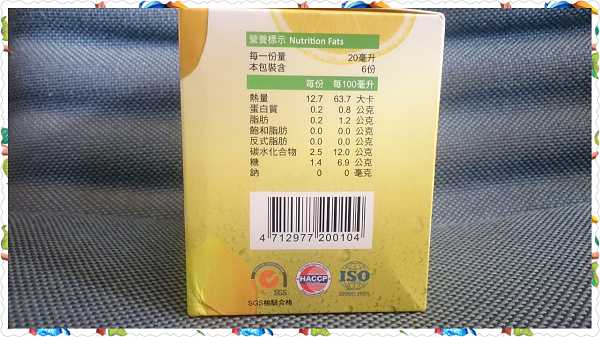 營養標示 Nutrition Fats
每一份量 20毫升
本包裝含 6份
每份 每100毫升
熱量 12.7 63.7 大卡
蛋白質 0.2 0.8 公克
脂肪 0.2 1.2 公克
飽和脂肪 0.0 0.0 公克
反式脂肪 0.0 0.0 公克
碳水化合物 2.5 12.0 公克
糖 1.4 6.9 公克
鈉 0 0 毫克
4 712977 200104
SGS HACCP ISO
SGS檢驗合格